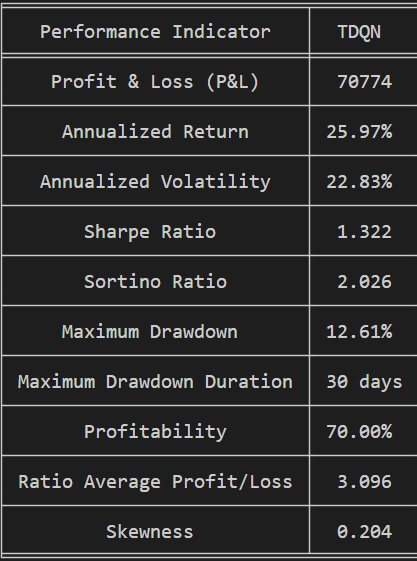 Performance Indicator TDQN
Profit & Loss (P&L) 70774
Annualized Return 25.97%
Annualized Volatility 22.83%
Sharpe Ratio 1.322
Sortino Ratio 2.026
Maximum Drawdown 12.61%
Maximum Drawdown Duration 30 days
Profitability 70.00%
Ratio Average Profit/Loss 3.096
Skewness 0.204